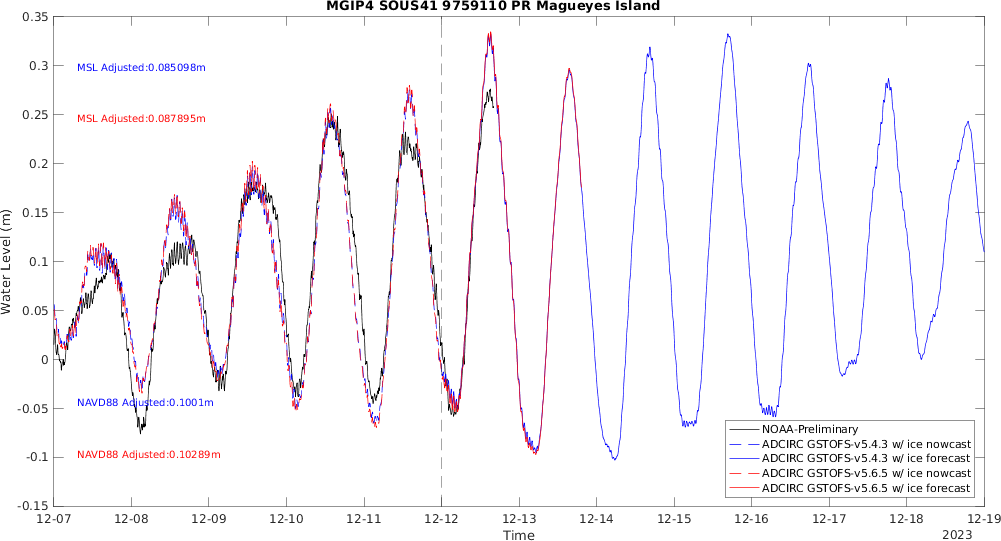 MGIP4 SOUS41 9759110 PR Magueyes Island
0.35
0.3
0.25
0.2
0.15
0.1
0.05
0
-0.05
-0.1
-0.15
Water Level (m)
MSL Adjusted:0.085098m
MSL Adjusted:0.087895m
NAVD88 Adjusted:0.1001m
NAVD88 Adjusted:0.10289m
NOAA-Preliminary
ADCIRC GSTOFS-v5.4.3 w/ ice nowcast
ADCIRC GSTOFS-v5.4.3 w/ ice forecast
ADCIRC GSTOFS-v5.6.5 w/ ice nowcast
ADCIRC GSTOFS-v5.6.5 w/ ice forecast
12-07 12-08 12-09 12-10 12-11 12-12 12-13 12-14 12-15 12-16 12-17 12-18 12-19
Time
2023